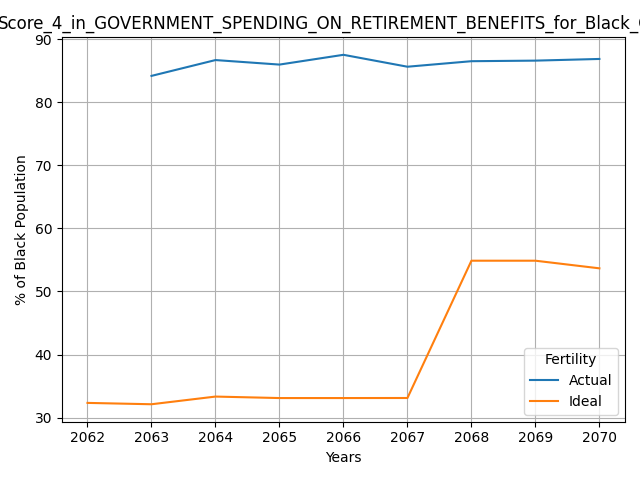 Score_4_in_GOVERNMENT_SPENDING_ON_RETIREMENT_BENEFITS_for_Black_
90
80
70
60
50
40
30
% of Black Population
2062 2063 2064 2065 2066 2067 2068 2069 2070
Years
Fertility
Actual
Ideal